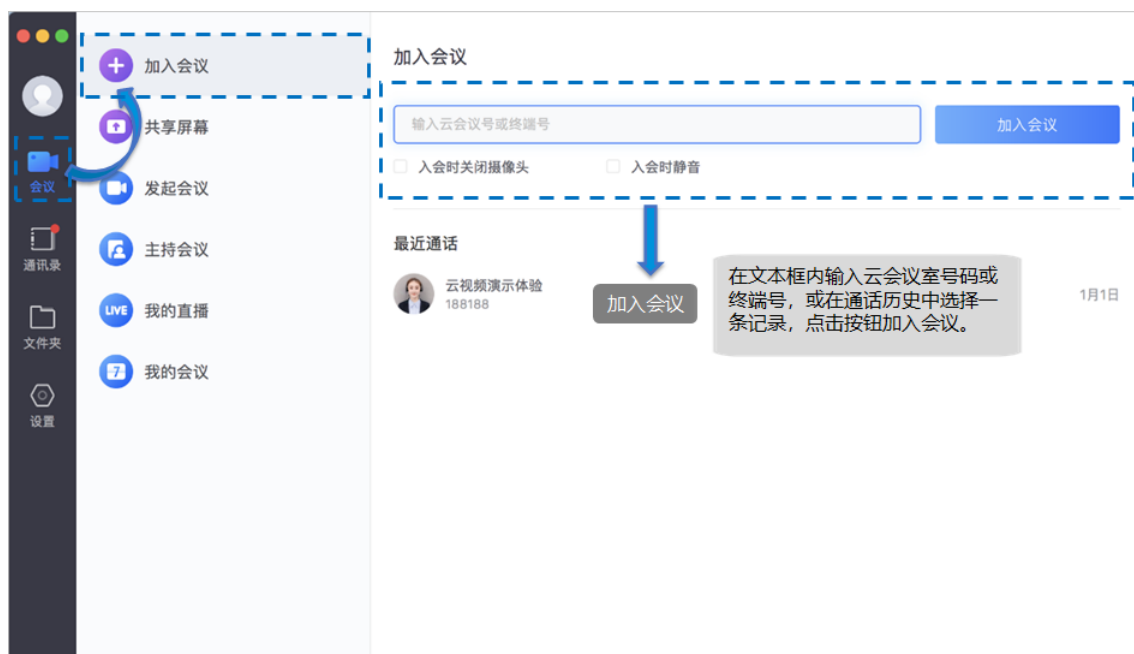 会议
通讯录
文件夹
设置
加入会议
共享屏幕
发起会议
主持会议
LIVE 我的直播
7 我的会议
加入会议
输入云会议号或终端号
加入会议
入会时关闭摄像头 入会时静音
最近通话
云视频演示体验
188188
1月1日
加入会议
在文本框内输入云会议室号码或
终端号，或在通话历史中选择一
条记录，点击按钮加入会议。